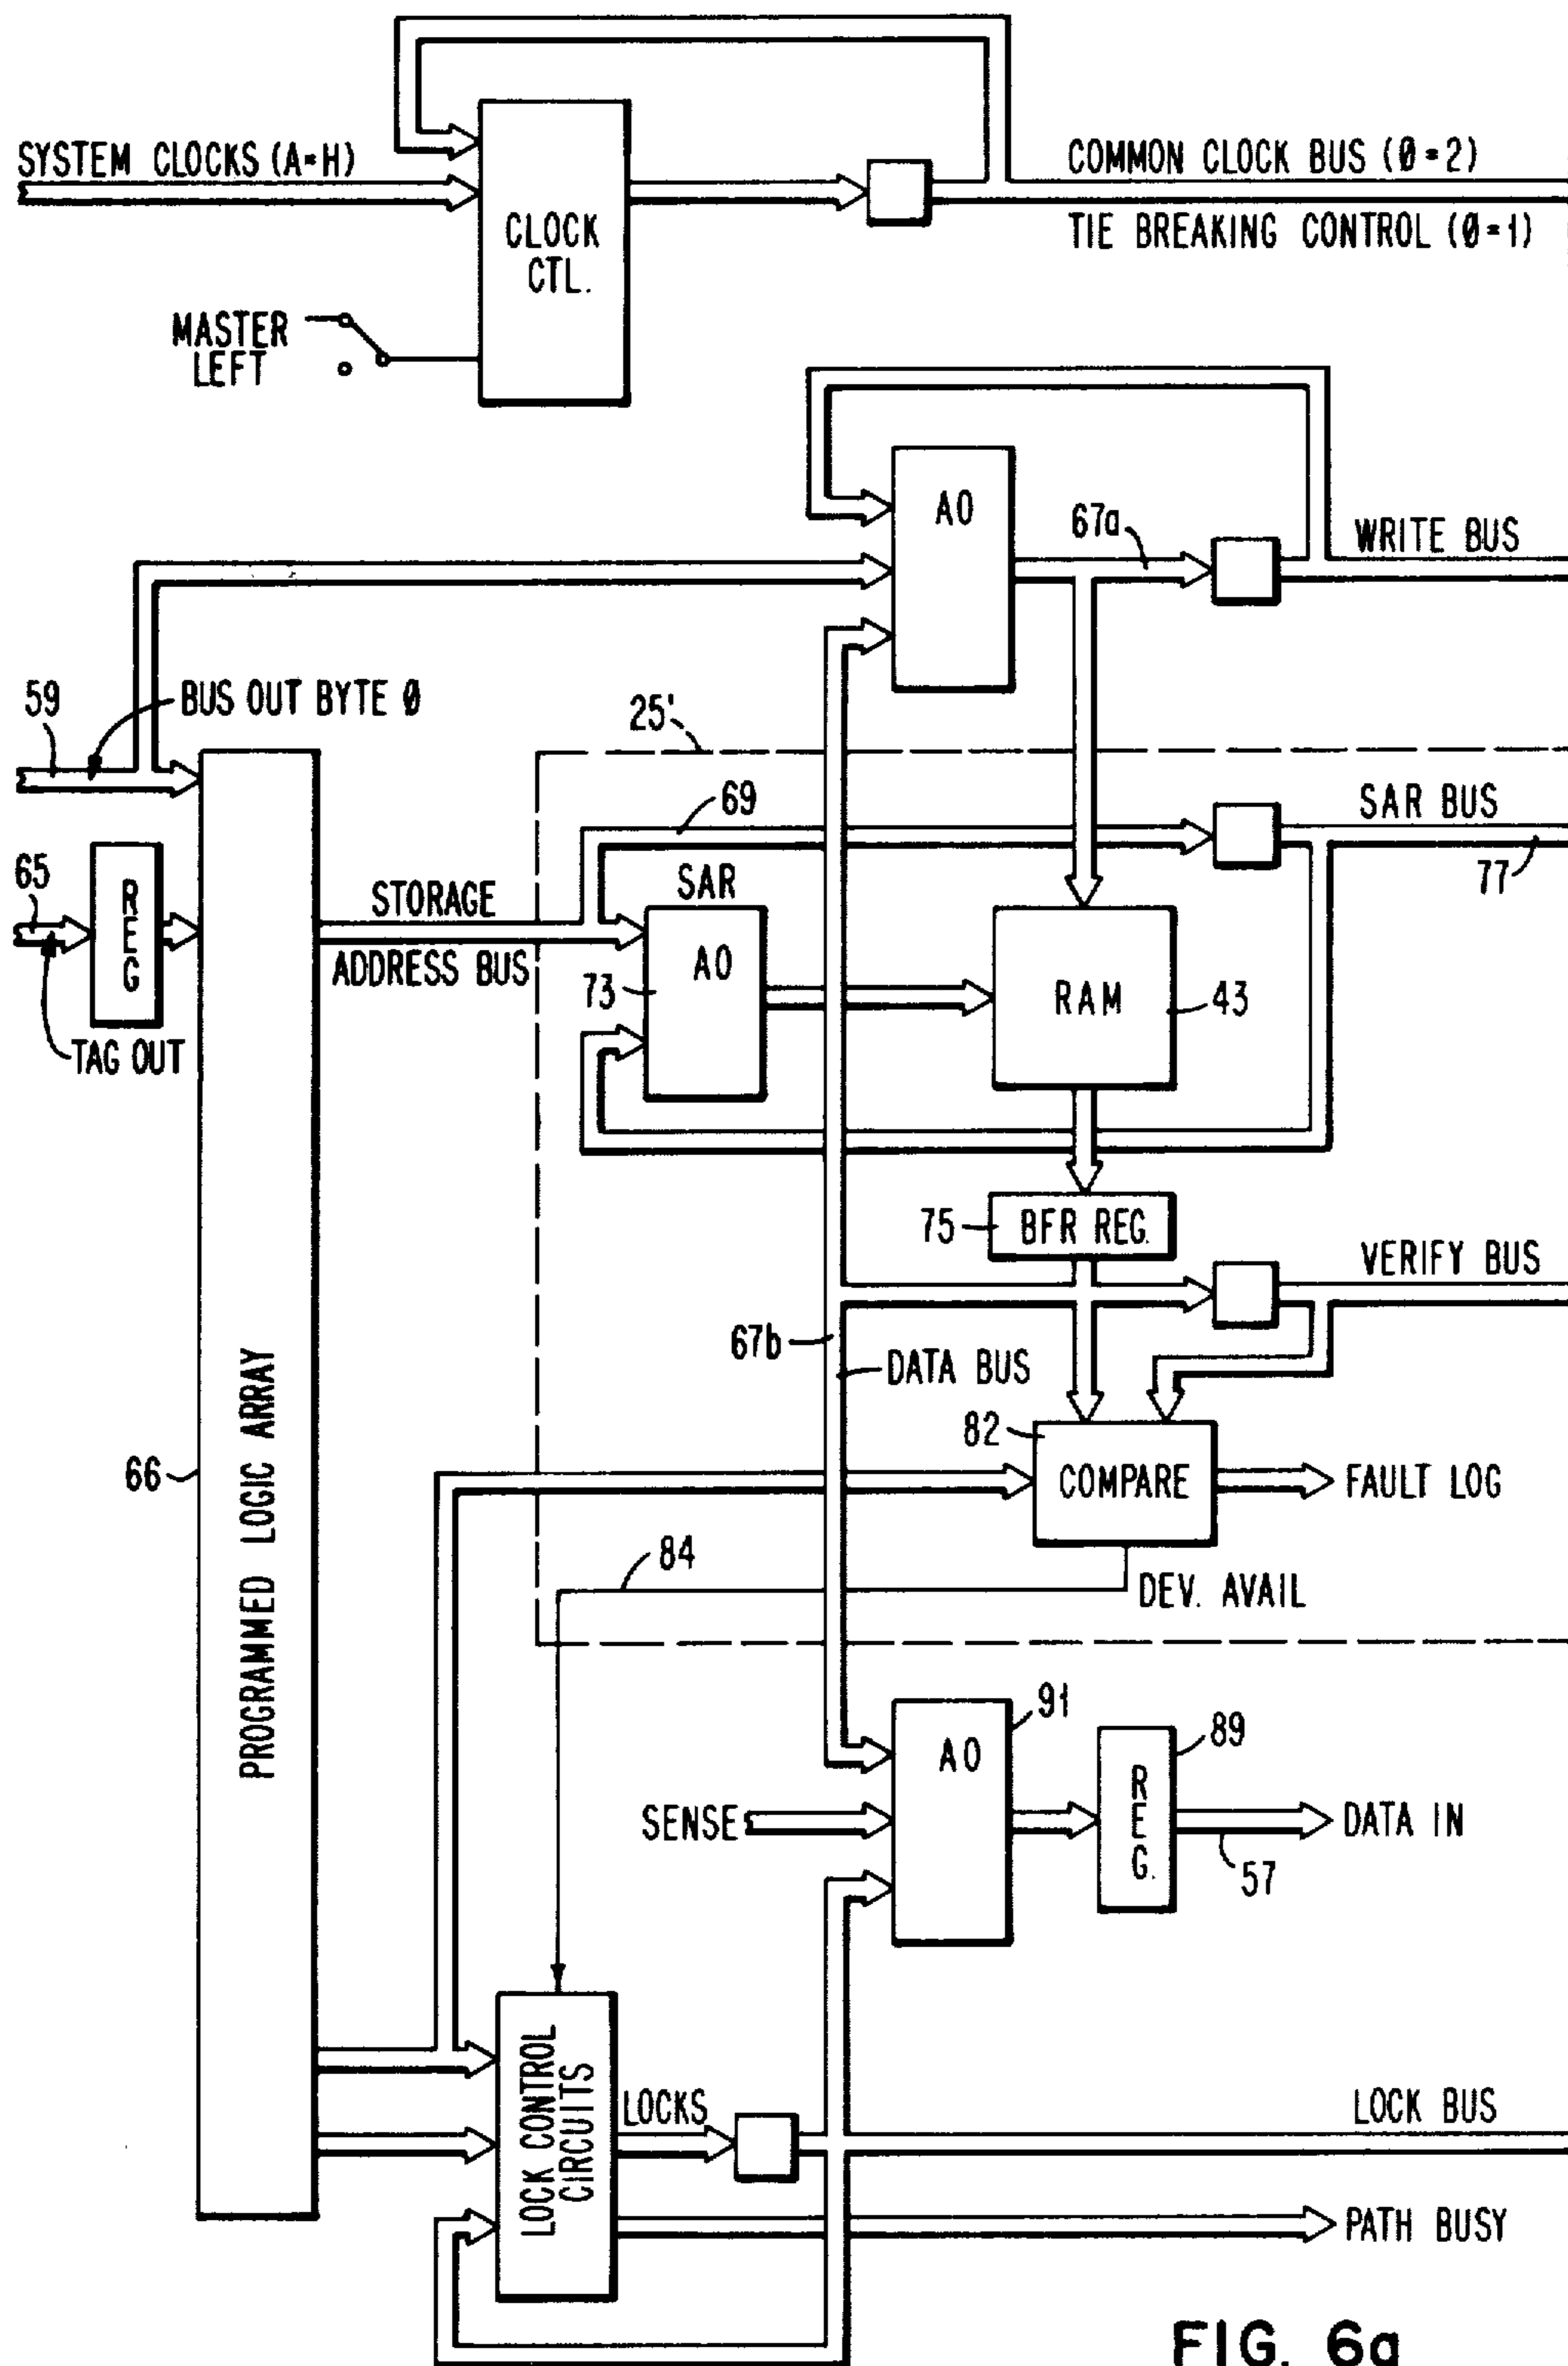 SYSTEM CLOCKS (A=H)
COMMON CLOCK BUS (Ø=2)
TIE BREAKING CONTROL (Ø=1)
CLOCK
CTL.
MASTER
LEFT
AO
67a
WRITE BUS
59
BUS OUT BYTE Ø
25'
69
SAR BUS
77
65
REG
TAG OUT
STORAGE
ADDRESS BUS
SAR
AO
73
RAM
43
75
BFR REG.
VERIFY BUS
67b
DATA BUS
82
COMPARE
FAULT LOG
66
PROGRAMMED LOGIC ARRAY
84
DEV. AVAIL
91
AO
89
REG.
SENSE
DATA IN
57
LOCK CONTROL
CIRCUITS
LOCKS
LOCK BUS
PATH BUSY
FIG. 6a